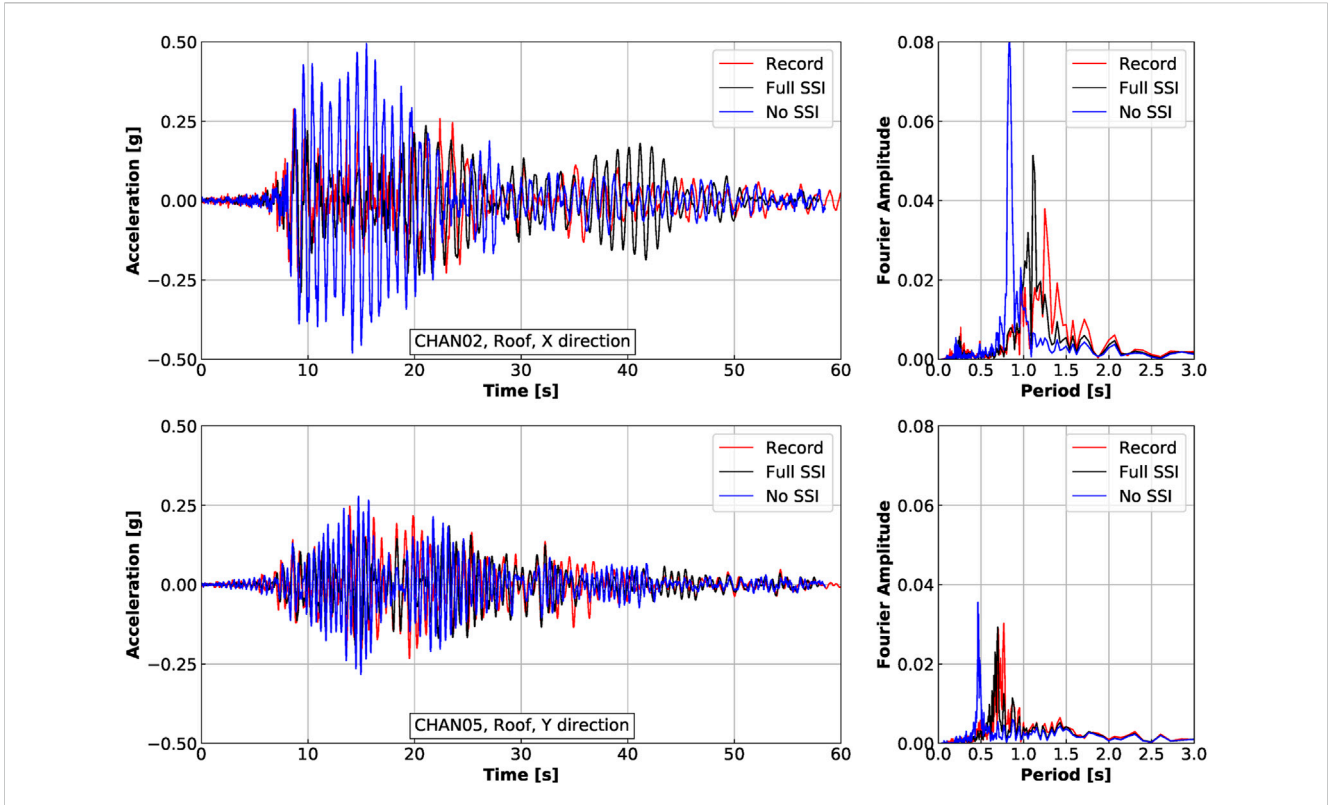 0.50
0.25
0.00
−0.25
−0.50
Acceleration [g]
Record
Full SSI
No SSI
CHAN02, Roof, X direction
0 10 20 30 40 50 60
Time [s]
0.08
0.06
0.04
0.02
0.00
Fourier Amplitude
Record
Full SSI
No SSI
0.0 0.5 1.0 1.5 2.0 2.5 3.0
Period [s]
0.50
0.25
0.00
−0.25
−0.50
Acceleration [g]
Record
Full SSI
No SSI
CHAN05, Roof, Y direction
0 10 20 30 40 50 60
Time [s]
0.08
0.06
0.04
0.02
0.00
Fourier Amplitude
Record
Full SSI
No SSI
0.0 0.5 1.0 1.5 2.0 2.5 3.0
Period [s]